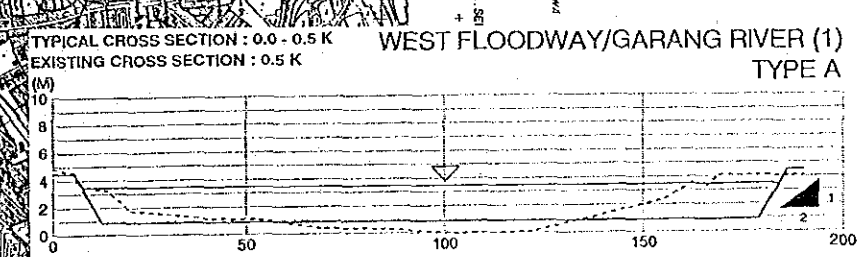 TYPICAL CROSS SECTION : 0.0 - 0.5 K
WEST FLOODWAY/GARANG RIVER (1)
EXISTING CROSS SECTION : 0.5 K
TYPE A
(M)
10
8
6
4
2
0
0
50
100
150
200
1
2